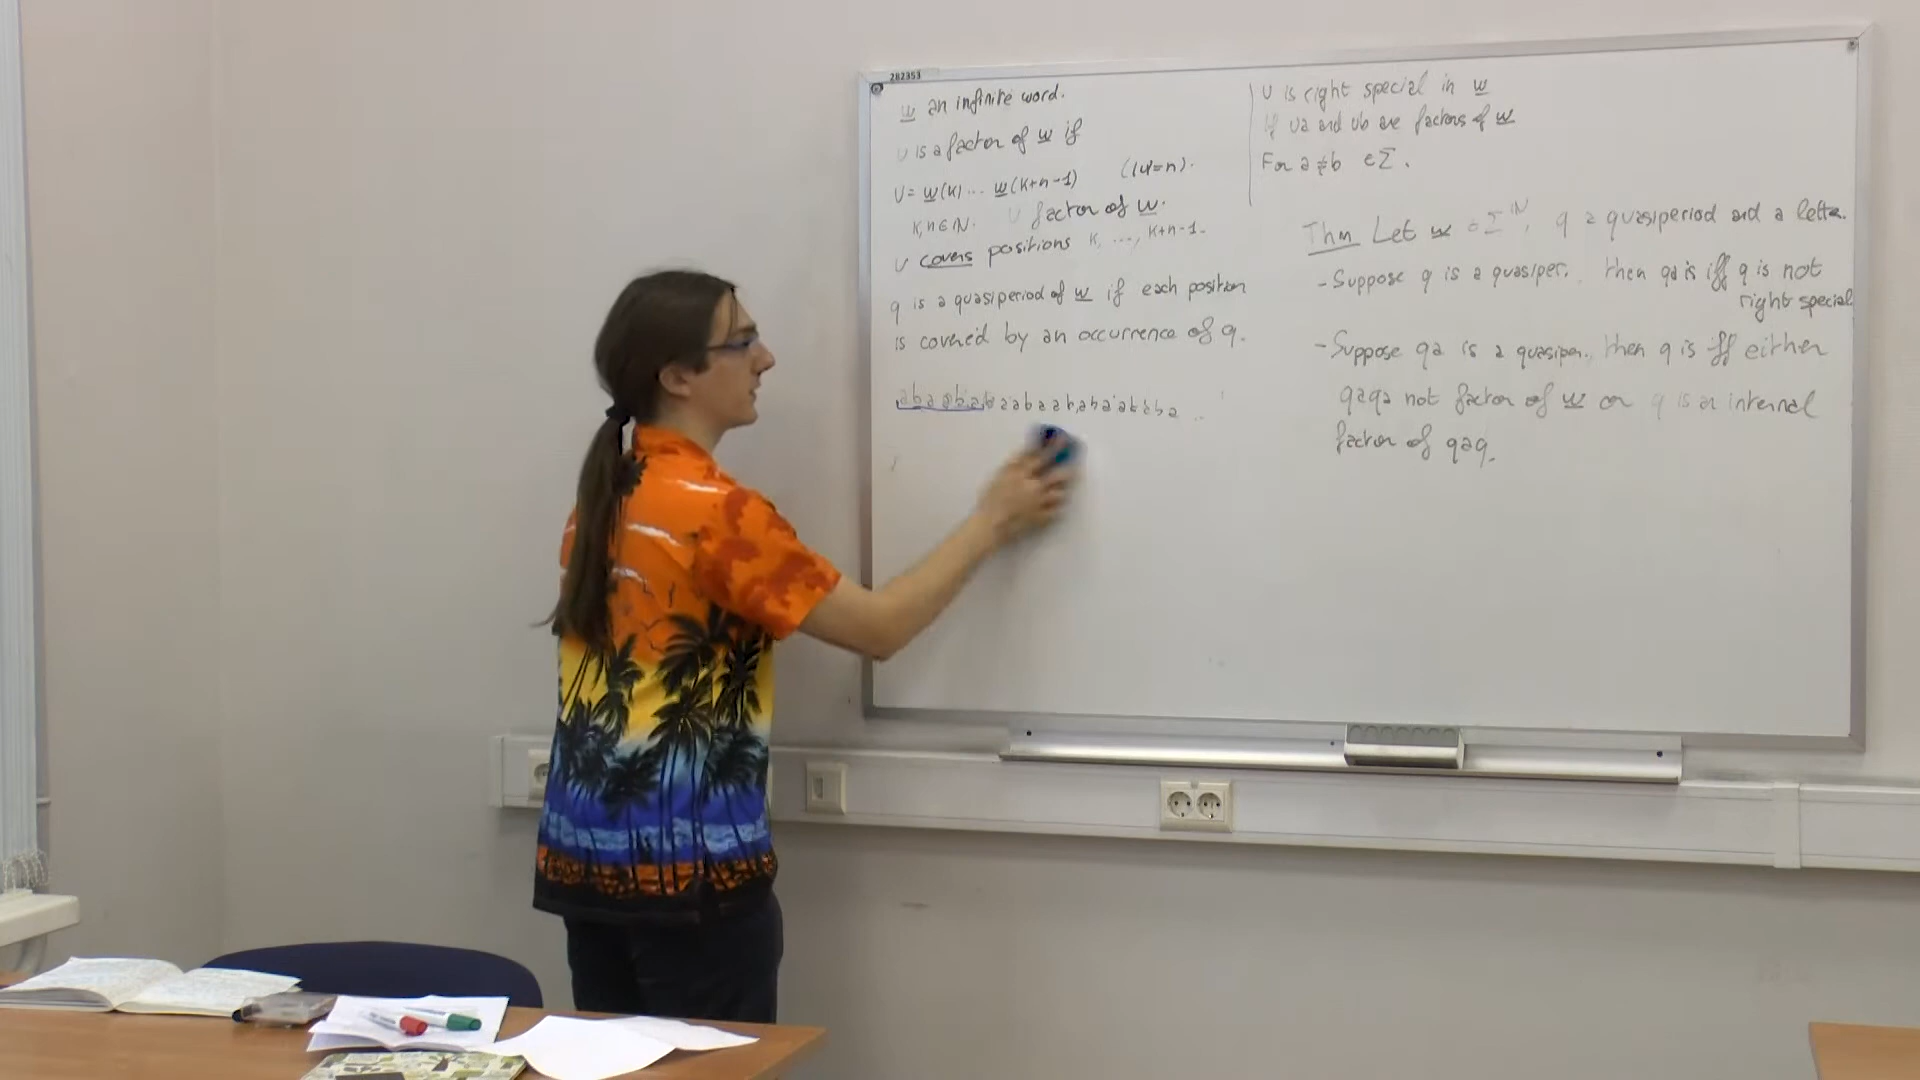 282353
w an infinite word.
U is a factor of w if
U = w(k)... w(k+n-1) (|u|=n).
k,n ∈ ℕ. U factor of w.
U covers positions k, ..., k+n-1.
q is a quasiperiod of w if each position
is covered by an occurrence of q.
U is right special in w
if Ua and Ub are factors of w
For a ≠ b ∈ Σ.
Thm Let w ∈ Σ^ℕ, q a quasiperiod and a letter.
- Suppose q is a quasiper. then qa is iff q is not
right special
- Suppose qa is a quasiper. then q is iff either
qaqa not factor of w or q is an internal
factor of qaq.